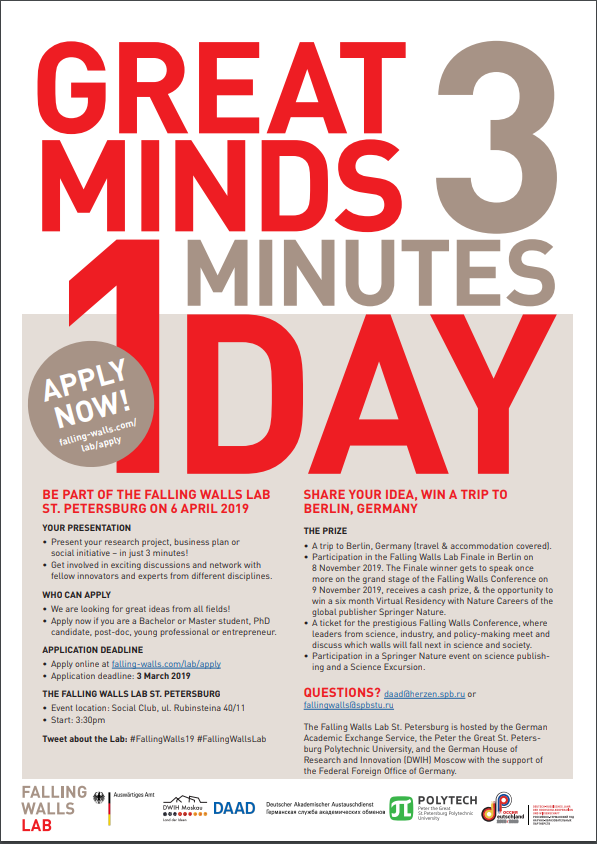 GREAT
MINDS 3
MINUTES
1 DAY
APPLY
NOW!
falling-walls.com/
lab/apply
BE PART OF THE FALLING WALLS LAB
ST. PETERSBURG ON 6 APRIL 2019
YOUR PRESENTATION
• Present your research project, business plan or
social initiative – in just 3 minutes!
• Get involved in exciting discussions and network with
fellow innovators and experts from different disciplines.
WHO CAN APPLY
• We are looking for great ideas from all fields!
• Apply now if you are a Bachelor or Master student, PhD
candidate, post-doc, young professional or entrepreneur.
APPLICATION DEADLINE
• Apply online at falling-walls.com/lab/apply
• Application deadline: 3 March 2019
THE FALLING WALLS LAB ST. PETERSBURG
• Event location: Social Club, ul. Rubinsteina 40/11
• Start: 3:30pm
Tweet about the Lab: #FallingWalls19 #FallingWallsLab
SHARE YOUR IDEA, WIN A TRIP TO
BERLIN, GERMANY
THE PRIZE
• A trip to Berlin, Germany (travel & accommodation covered).
• Participation in the Falling Walls Lab Finale in Berlin on
8 November 2019. The Finale winner gets to speak once
more on the grand stage of the Falling Walls Conference on
9 November 2019, receives a cash prize, & the opportunity to
win a six month Virtual Residency with Nature Careers of the
global publisher Springer Nature.
• A ticket for the prestigious Falling Walls Conference, where
leaders from science, industry, and policy-making meet and
discuss which walls will fall next in science and society.
• Participation in a Springer Nature event on science publish-
ing and a Science Excursion.
QUESTIONS? daad@herzen.spb.ru or
fallingwalls@spbstu.ru
The Falling Walls Lab St. Petersburg is hosted by the German
Academic Exchange Service, the Peter the Great St. Peters-
burg Polytechnic University, and the German House of
Research and Innovation (DWIH) Moscow with the support of
the Federal Foreign Office of Germany.
FALLING
WALLS
LAB
Auswärtiges Amt
DWIH Moskau
Land der Ideen
DAAD
Deutscher Akademischer Austauschdienst
Германская служба академических обменов
POLYTECH
Peter the Great
St.Petersburg Polytechnic
University